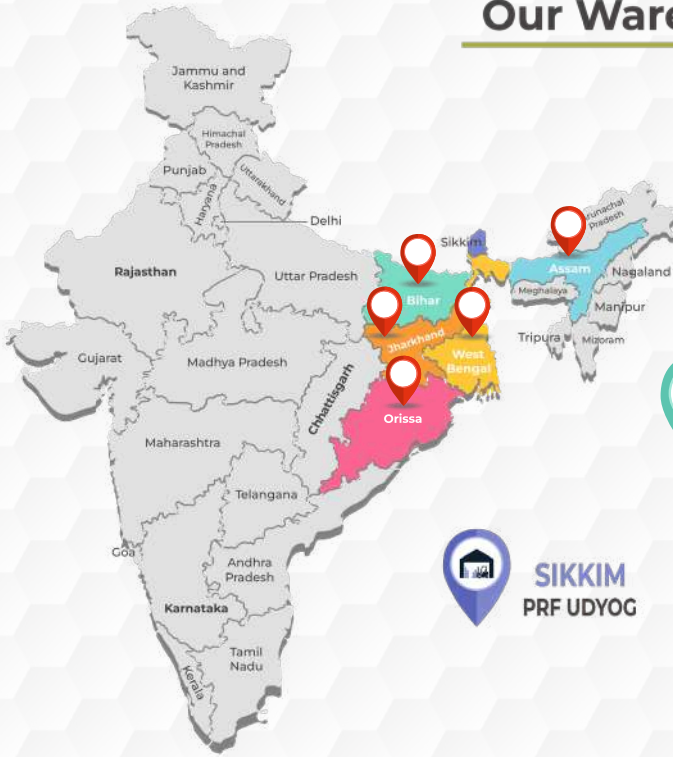 Our Ware
Jammu and
Kashmir
Himachal
Pradesh
Punjab
Uttarakhand
Haryana
Delhi
Sikkim
runachal
Pradesh
Rajasthan
Uttar Pradesh
Bihar
Assam
Nagaland
Meghalaya
Manipur
Jharkhand
Tripura
Mizoram
Gujarat
Madhya Pradesh
West
Bengal
Chhattisgarh
Orissa
Maharashtra
Telangana
Goa
Andhra
Pradesh
SIKKIM
PRF UDYOG
Karnataka
Tamil
Nadu
Kerala